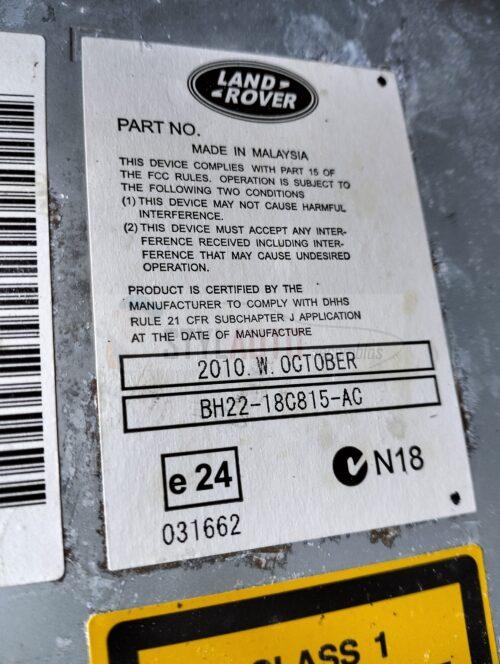 LAND
ROVER
PART NO.
MADE IN MALAYSIA
THIS DEVICE COMPLIES WITH PART 15 OF
THE FCC RULES. OPERATION IS SUBJECT TO
THE FOLLOWING TWO CONDITIONS
(1) THIS DEVICE MAY NOT CAUSE HARMFUL
INTERFERENCE.
(2) THIS DEVICE MUST ACCEPT ANY INTER-
FERENCE RECEIVED INCLUDING INTER-
FERENCE THAT MAY CAUSE UNDESIRED
OPERATION.
PRODUCT IS CERTIFIED BY THE
MANUFACTURER TO COMPLY WITH DHHS
RULE 21 CFR SUBCHAPTER J APPLICATION
AT THE DATE OF MANUFACTURE
2010. W. OCTOBER
BH22-18C815-AC
e 24
N18
031662
CLASS 1